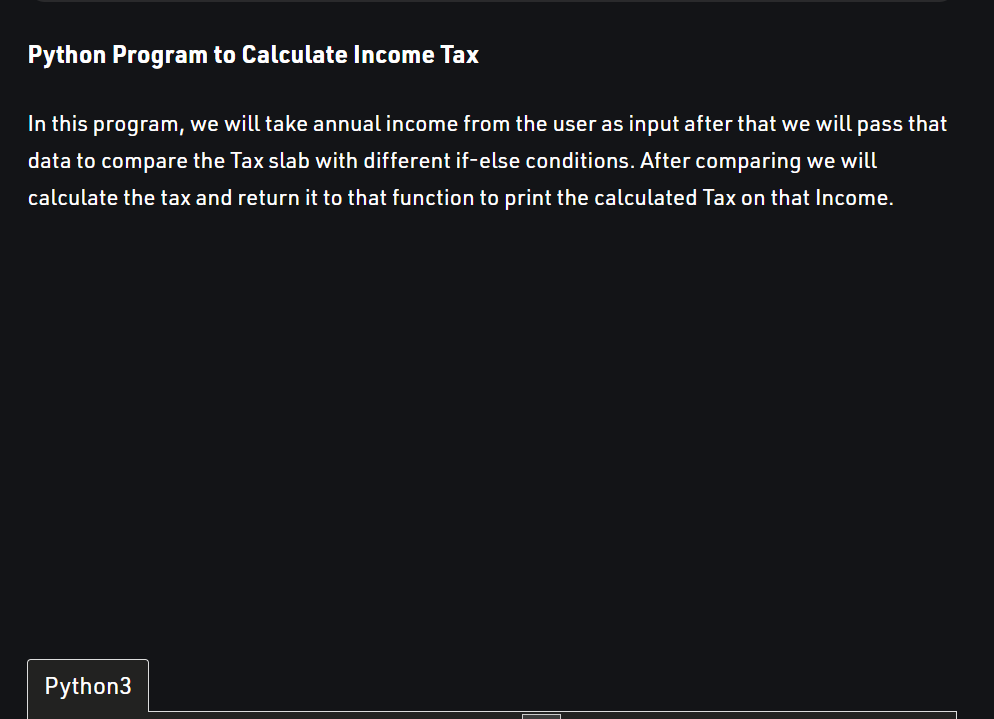 Python Program to Calculate Income Tax
In this program, we will take annual income from the user as input after that we will pass that
data to compare the Tax slab with different if-else conditions. After comparing we will
calculate the tax and return it to that function to print the calculated Tax on that Income.
Python3